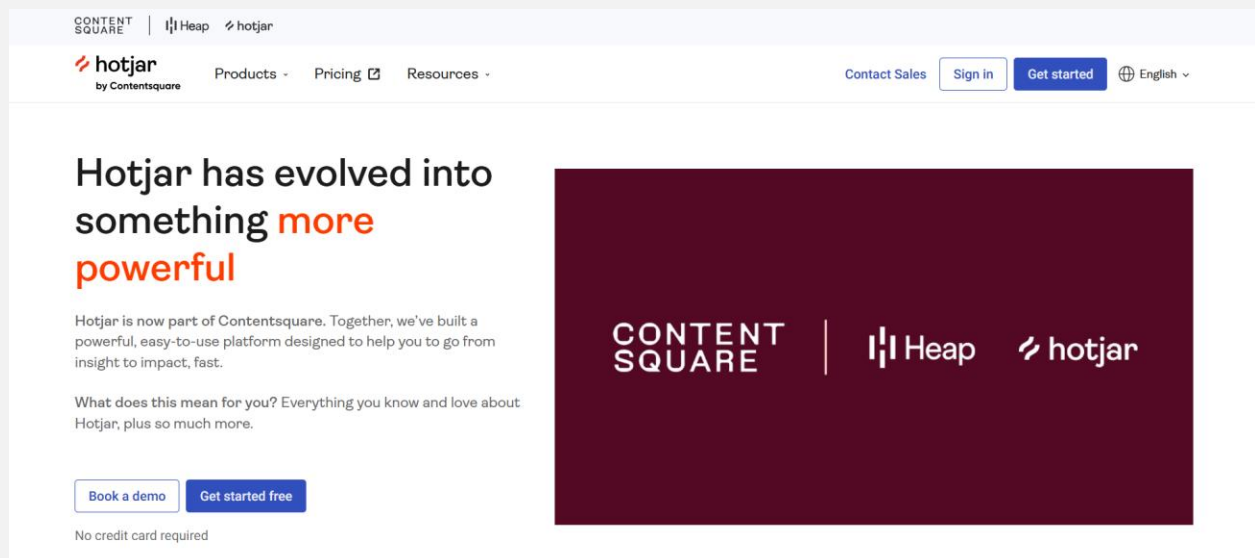 CONTENT
SQUARE
Heap
hotjar
hotjar
by Contentsquare
Products
Pricing
Resources
Contact Sales
Sign in
Get started
English
Hotjar has evolved into
something more
powerful
Hotjar is now part of Contentsquare. Together, we've built a
powerful, easy-to-use platform designed to help you to go from
insight to impact, fast.
What does this mean for you? Everything you know and love about
Hotjar, plus so much more.
Book a demo
Get started free
No credit card required
CONTENT
SQUARE
Heap
hotjar